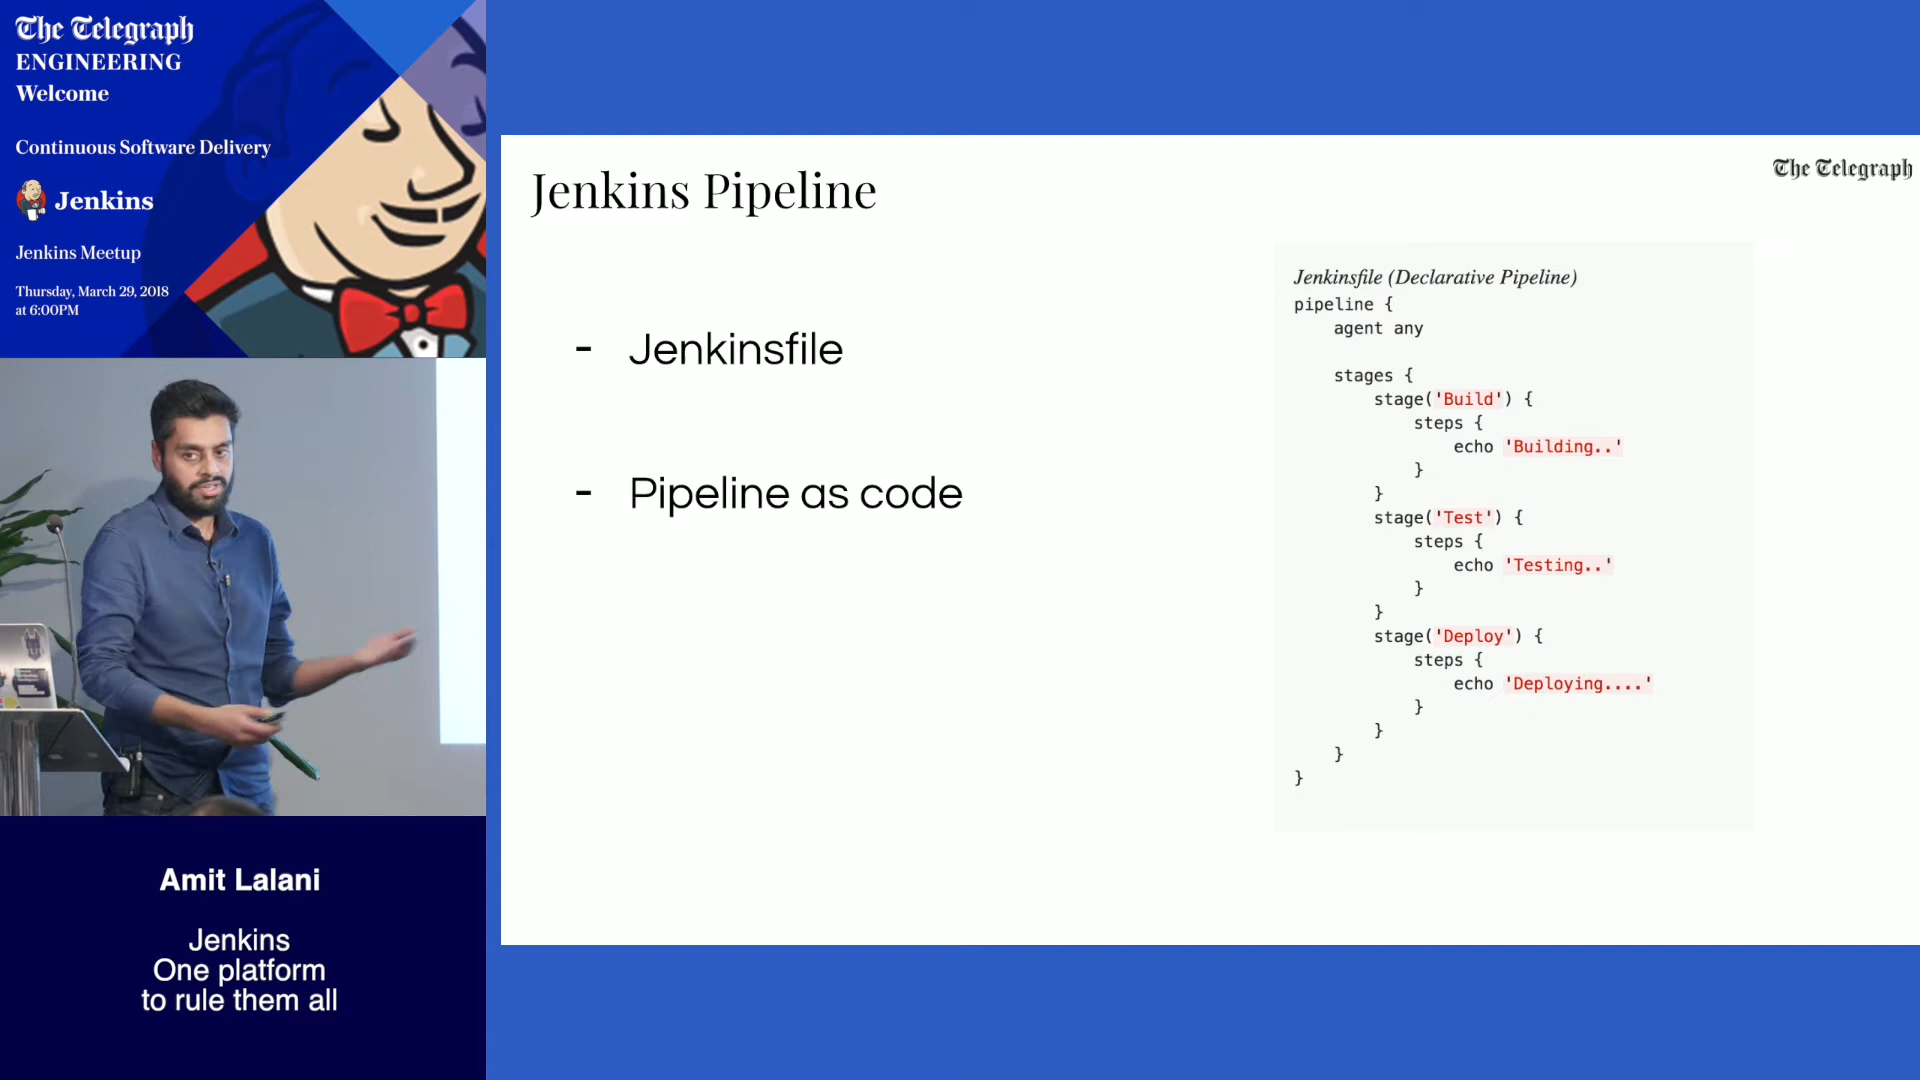 The Telegraph
ENGINEERING
Welcome
Continuous Software Delivery
Jenkins
Jenkins Meetup
Thursday, March 29, 2018
at 6:00PM
Amit Lalani
Jenkins
One platform
to rule them all
Jenkins Pipeline
The Telegraph
- Jenkinsfile
- Pipeline as code
Jenkinsfile (Declarative Pipeline)
pipeline {
    agent any
    stages {
        stage('Build') {
            steps {
                echo 'Building..'
            }
        }
        stage('Test') {
            steps {
                echo 'Testing..'
            }
        }
        stage('Deploy') {
            steps {
                echo 'Deploying....'
            }
        }
    }
}